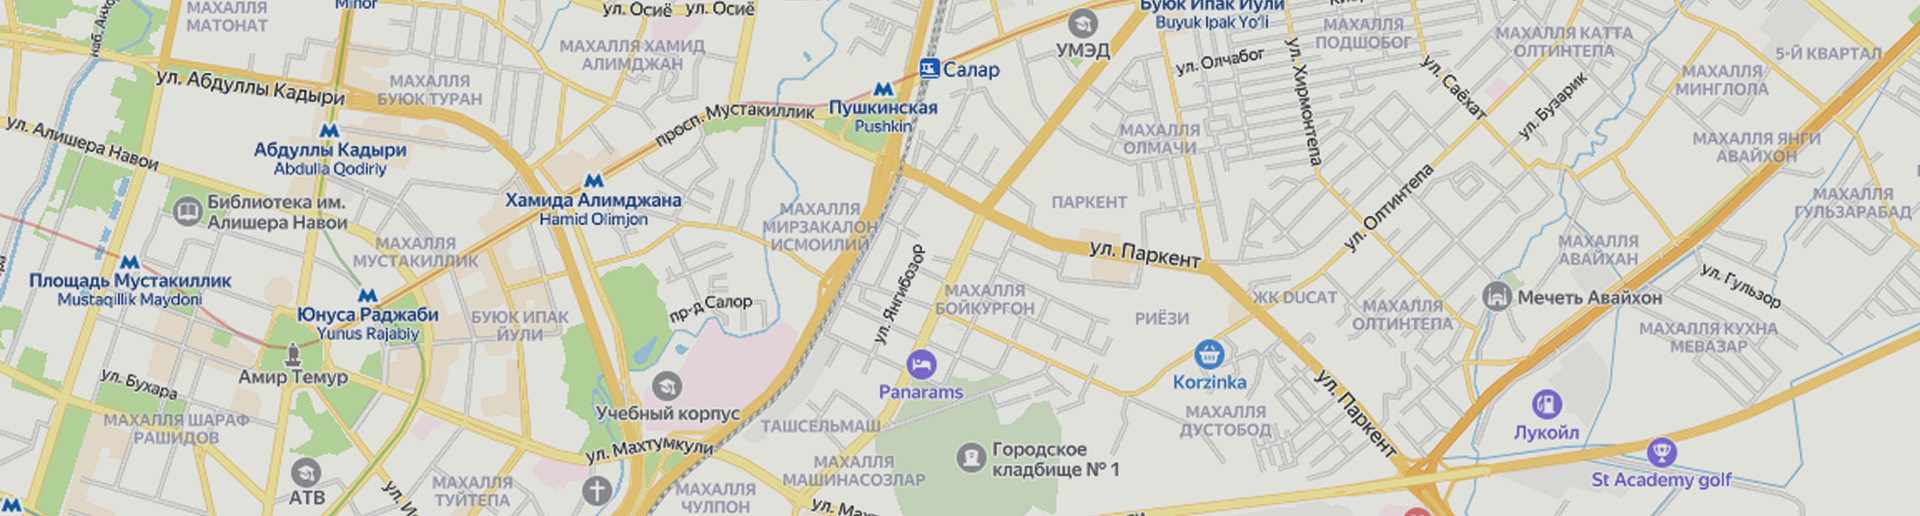 МАХАЛЛЯ
МАТОНАТ
Minor
ул. Осиё
ул. Осиё
МАХАЛЛЯ ХАМИД
АЛИМДЖАН
УМЭД
Буюк Ипак Йули
Buyuk Ipak Yo'li
МАХАЛЛЯ
ПОДШОБОГ
МАХАЛЛЯ КАТТА
ОЛТИНТЕПА
5-Й КВАРТАЛ
ул. Абдуллы Кадыри
МАХАЛЛЯ
БУЮК ТУРАН
Салар
ул. Олчабог
ул. Хирмонтепа
ул. Саёхат
ул. Бузарик
МАХАЛЛЯ
МИНГЛОЛА
ул. Алишера Навои
просп. Мустакиллик
Пушкинская
Pushkin
МАХАЛЛЯ
ОЛМАЧИ
МАХАЛЛЯ ЯНГИ
АВАЙХОН
Абдуллы Кадыри
Abdulla Qodiriy
Хамида Алимджана
Hamid Olimjon
Библиотека им.
Алишера Навои
МАХАЛЛЯ
МИРЗАКАЛОН
ИСМОИЛИЙ
ПАРКЕНТ
ул. Олтинтепа
МАХАЛЛЯ
ГУЛЬЗАРАБАД
МАХАЛЛЯ
МУСТАКИЛЛИК
ул. Паркент
МАХАЛЛЯ
АВАЙХАН
Площадь Мустакиллик
Mustaqillik Maydoni
ул. Янгибозор
ул. Гульзор
Юнуса Раджаби
Yunus Rajabiy
БУЮК ИПАК
ЙУЛИ
пр-д Салор
МАХАЛЛЯ
БОЙКУРГОН
РИЁЗИ
ЖК DUCAT
МАХАЛЛЯ
ОЛТИНТЕПА
Мечеть Авайхон
МАХАЛЛЯ КУХНА
МЕВАЗАР
Амир Темур
ул. Бухара
Panarams
Korzinka
ул. Паркент
Учебный корпус
МАХАЛЛЯ ШАРАФ
РАШИДОВ
ТАШСЕЛЬМАШ
МАХАЛЛЯ
ДУСТОБОД
Лукойл
ул. Махтумкули
Городское
кладбище № 1
St Academy golf
АТВ
МАХАЛЛЯ
ТУЙТЕПА
МАХАЛЛЯ
ЧУЛПОН
МАХАЛЛЯ
МАШИНАСОЗЛАР